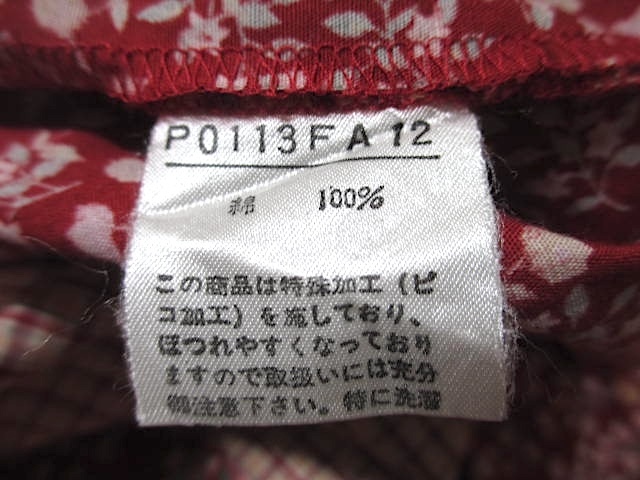 P0113FA12
綿 100%
この商品は特殊加工（ピ
コ加工）を施しており、
ほつれやすくなっており
ますので取扱いには充分
御注意下さい。特に洗濯